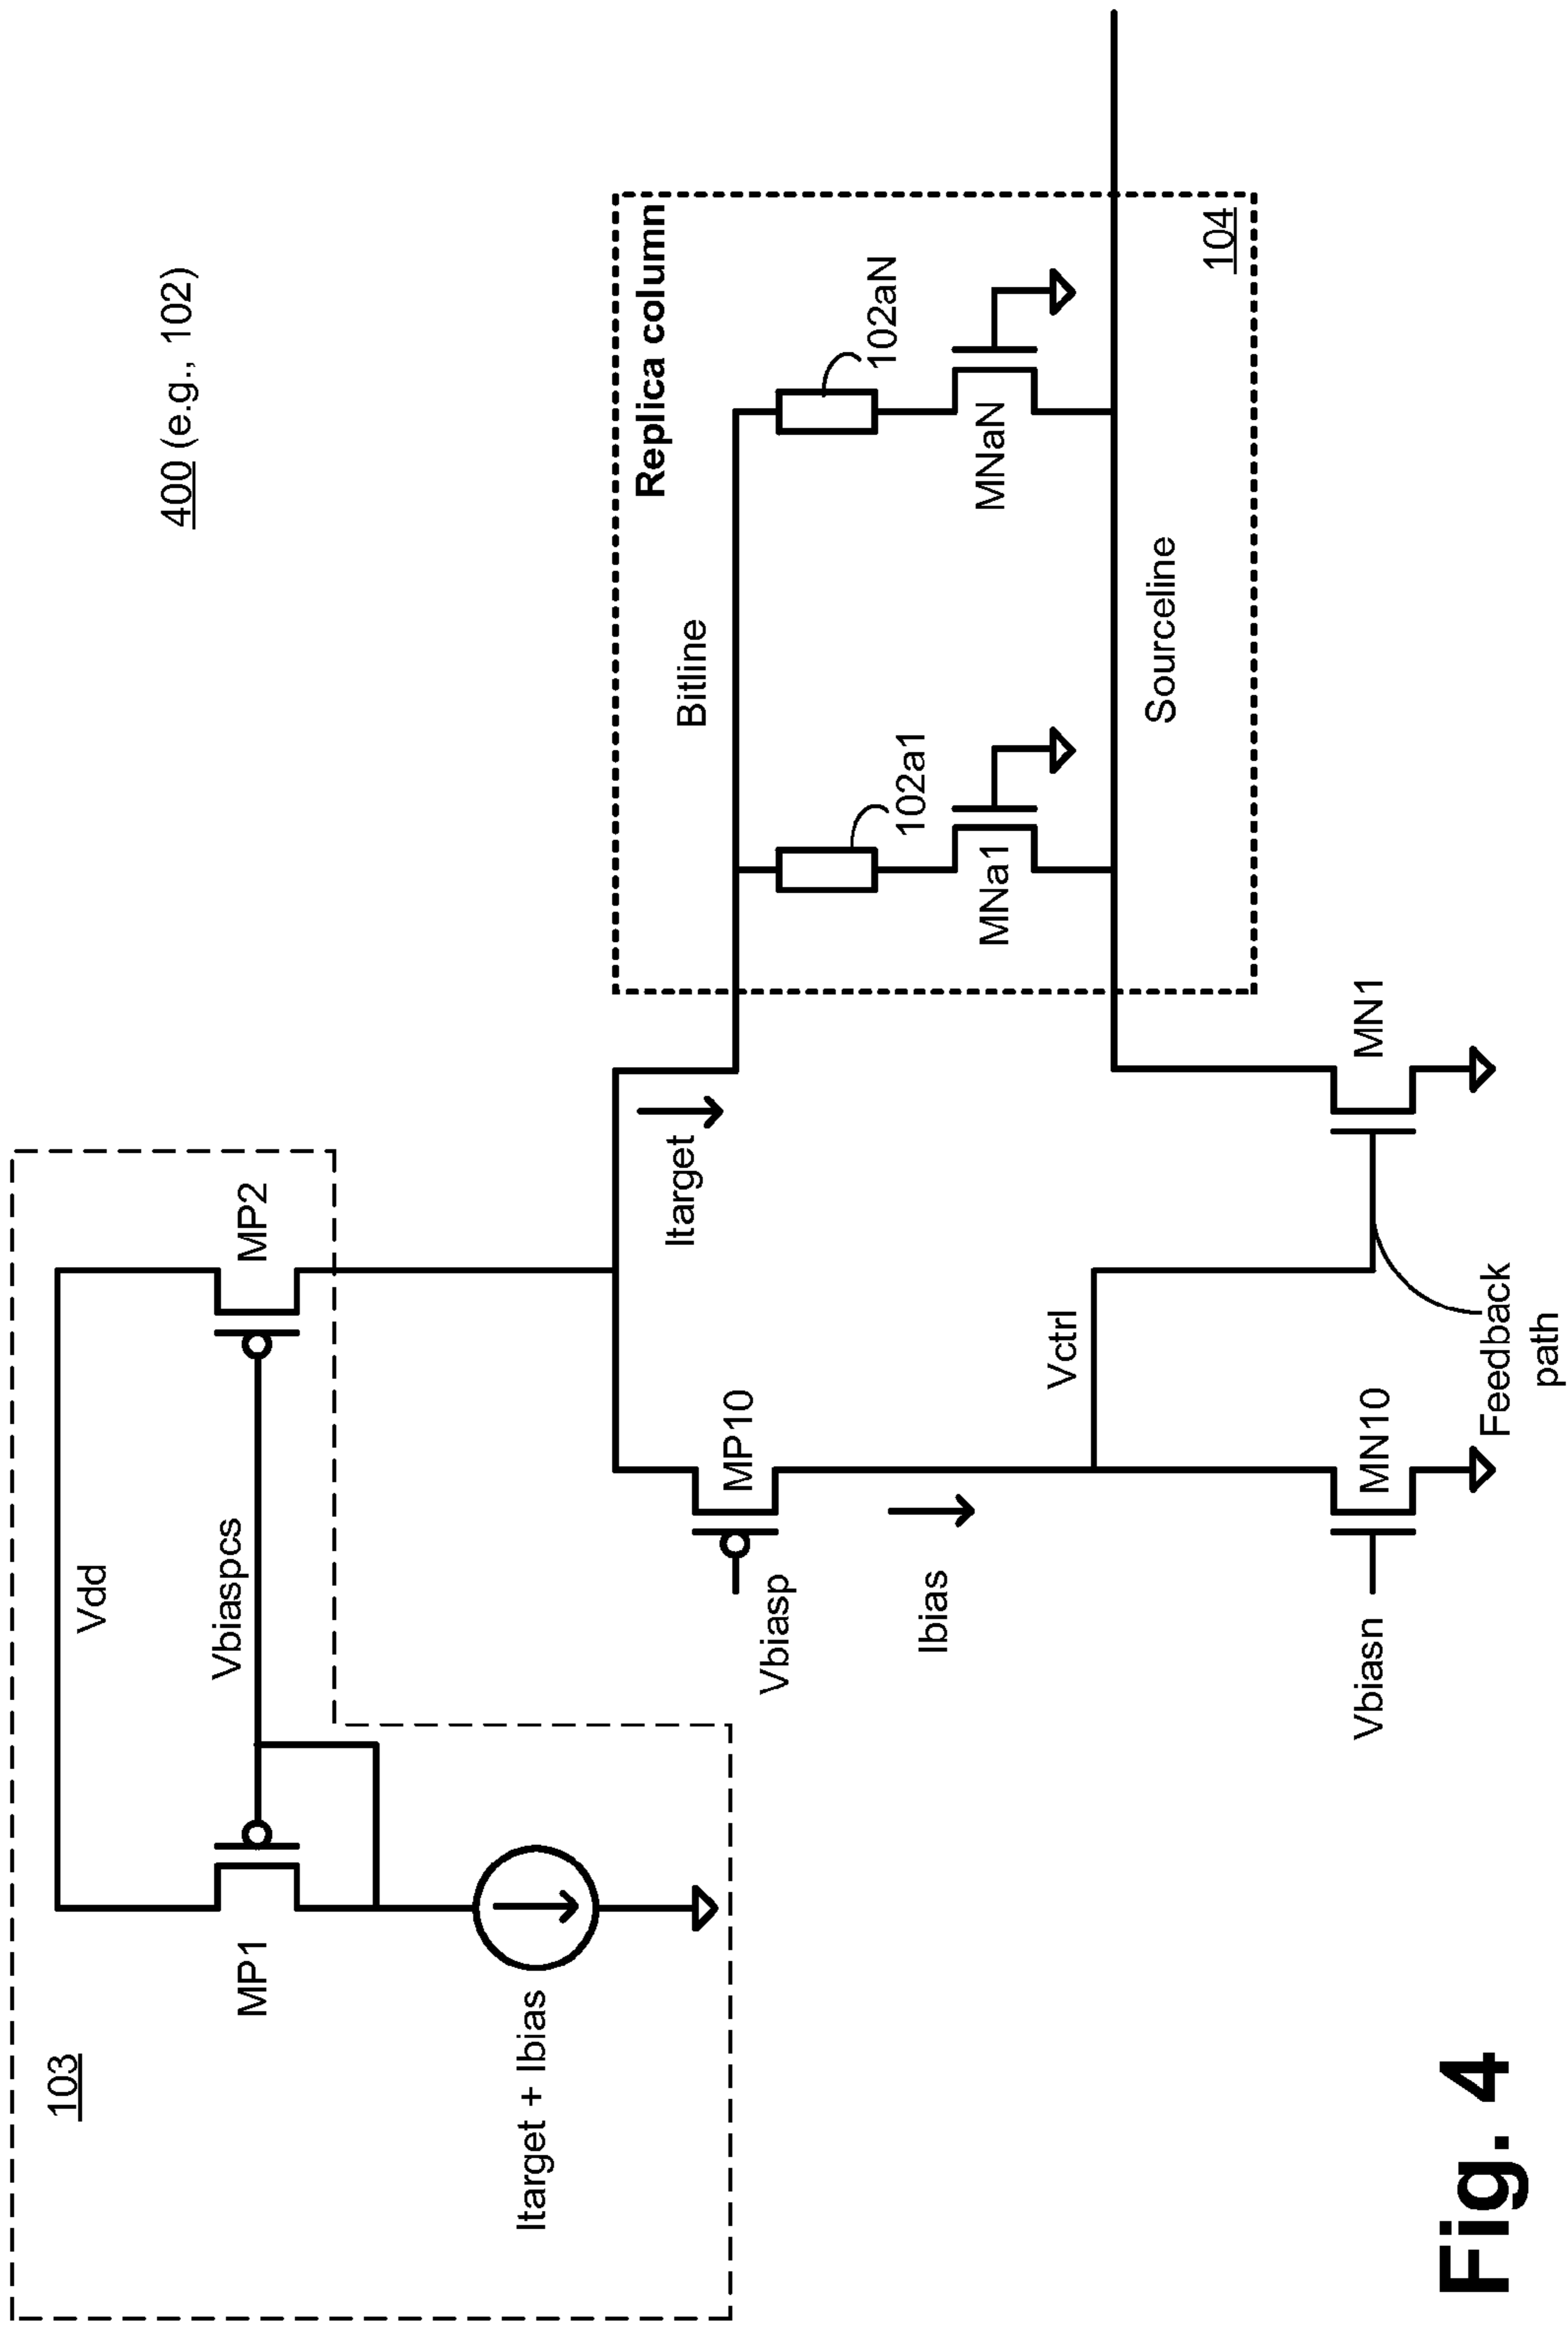 400 (e.g., 102)
103
Vdd
MP1
Vbiaspcs
MP2
Itarget + Ibias
Itarget
Replica column
Bitline
102a1
102aN
MNa1
MNaN
Sourceline
104
Vbiasp
MP10
Ibias
Vctrl
Vbiasn
MN10
MN1
Feedback
path
Fig. 4